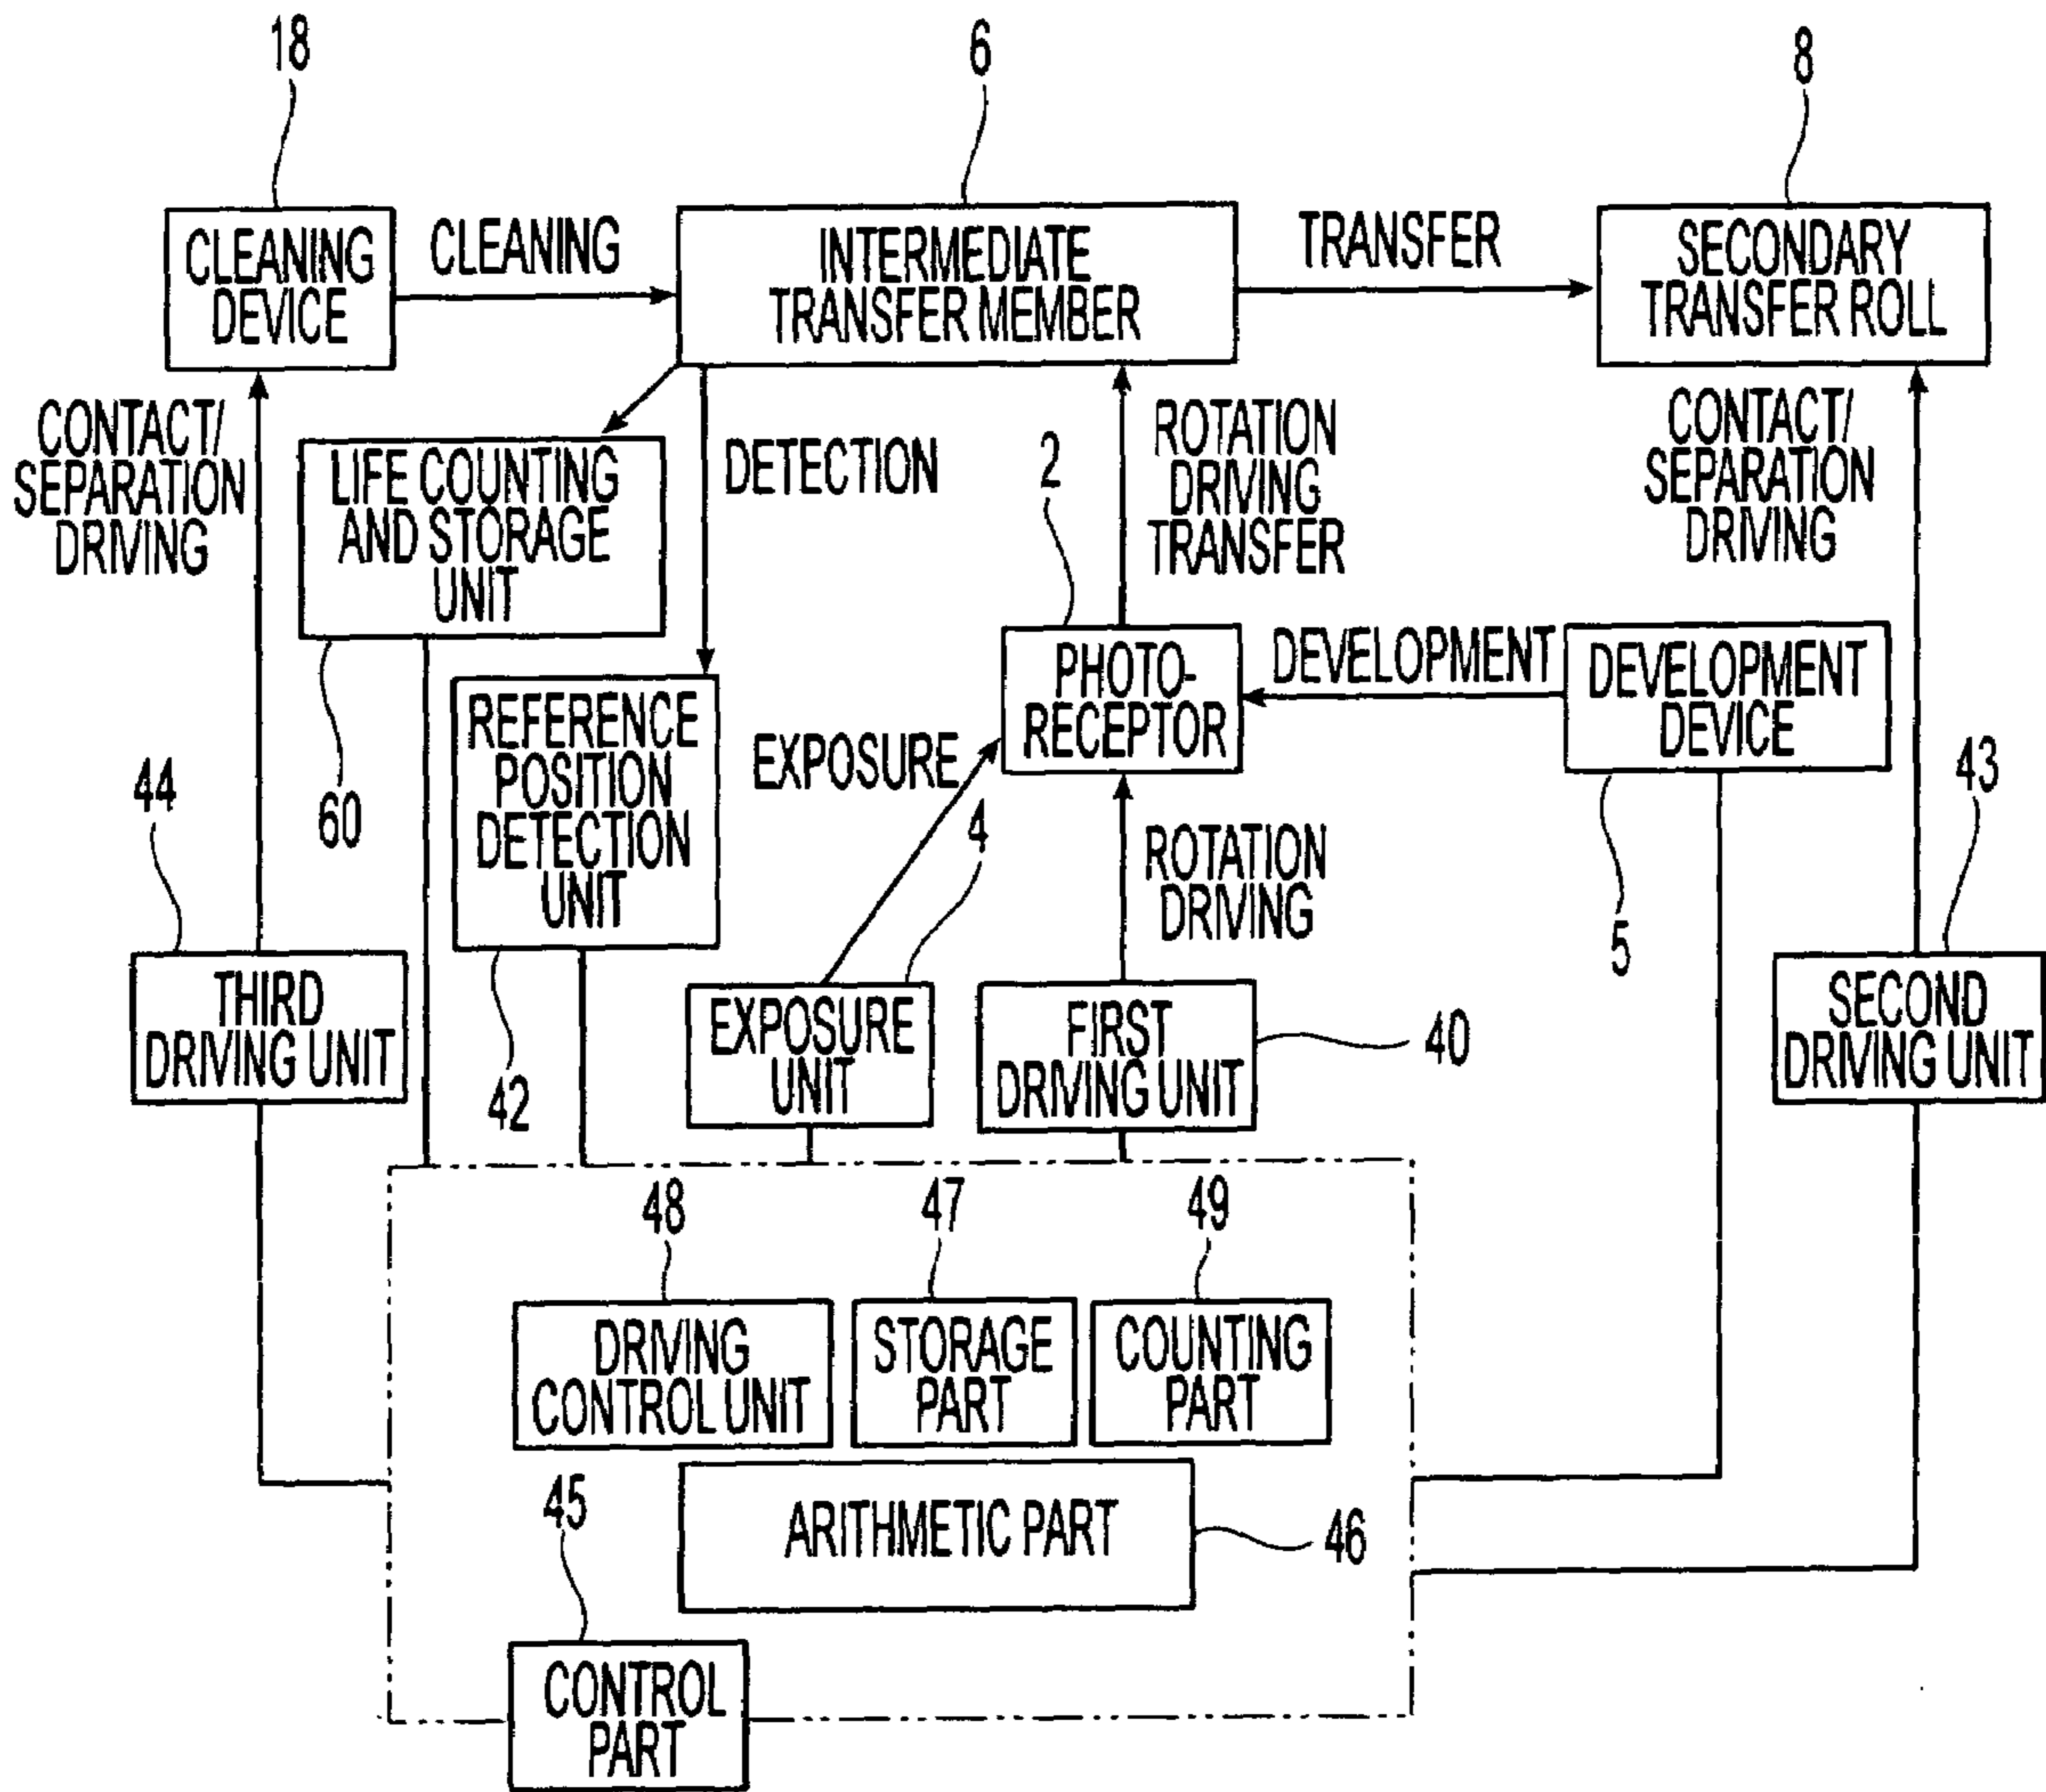 18
6
8
CLEANING
DEVICE
CLEANING
INTERMEDIATE
TRANSFER MEMBER
TRANSFER
SECONDARY
TRANSFER ROLL
CONTACT/
SEPARATION
DRIVING
LIFE COUNTING
AND STORAGE
UNIT
60
DETECTION
2
ROTATION
DRIVING
TRANSFER
CONTACT/
SEPARATION
DRIVING
REFERENCE
POSITION
DETECTION
UNIT
42
EXPOSURE
4
PHOTO-
RECEPTOR
DEVELOPMENT
DEVELOPMENT
DEVICE
5
43
44
ROTATION
DRIVING
THIRD
DRIVING UNIT
EXPOSURE
UNIT
FIRST
DRIVING UNIT
40
SECOND
DRIVING UNIT
48
47
49
DRIVING
CONTROL UNIT
STORAGE
PART
COUNTING
PART
45
ARITHMETIC PART
46
CONTROL
PART